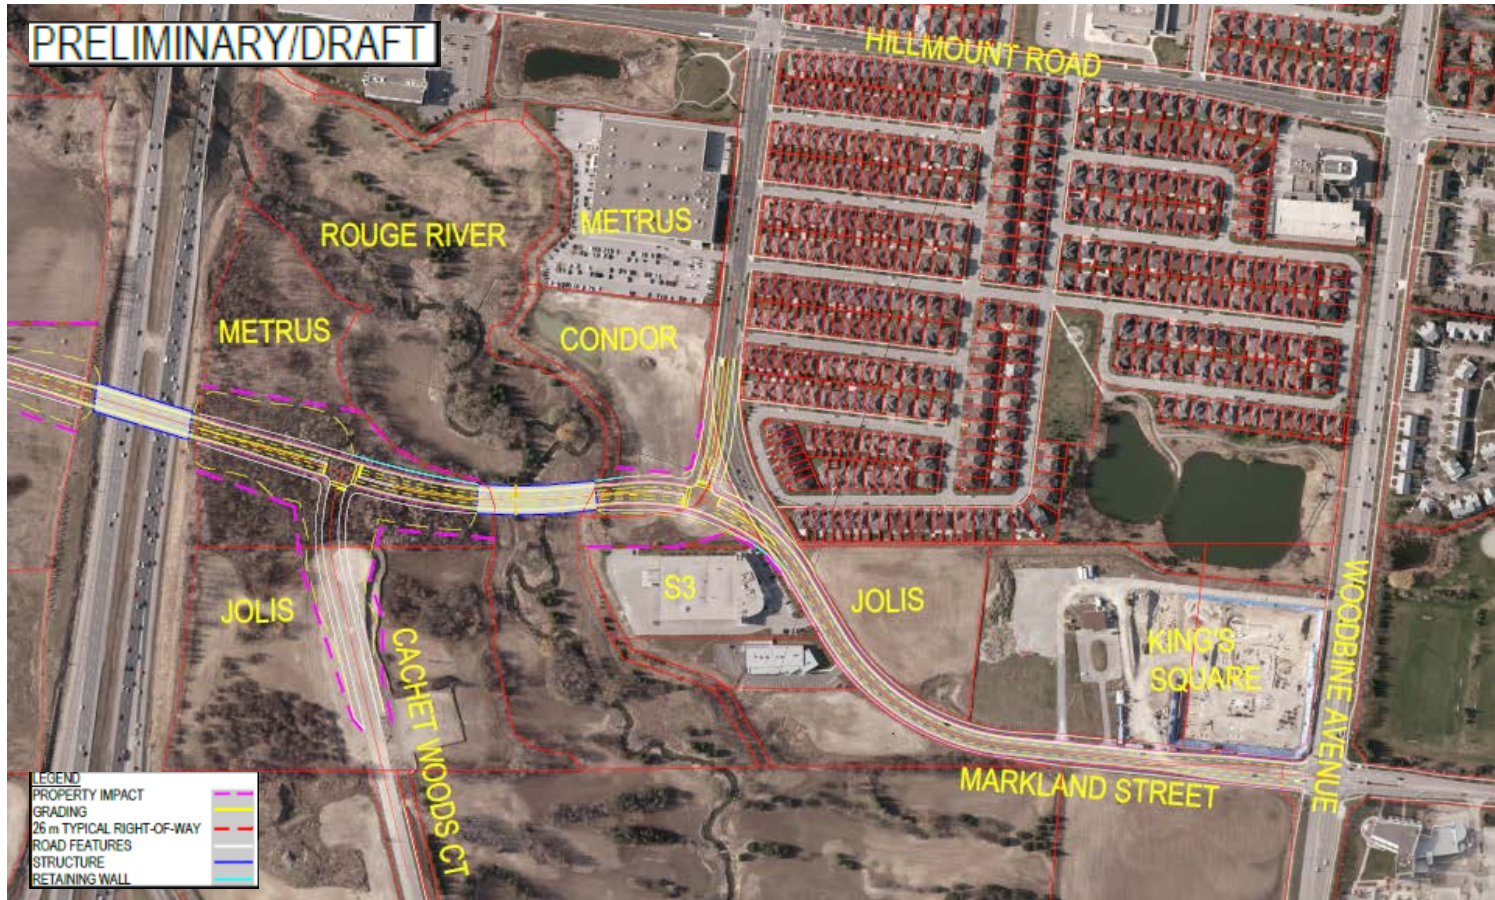 PRELIMINARY/DRAFT
HILLMOUNT ROAD
METRUS
ROUGE RIVER
METRUS
CONDOR
S3
JOLIS
JOLIS
KING'S
SQUARE
WOODBINE AVENUE
CACHET WOODS CT
MARKLAND STREET
LEGEND
PROPERTY IMPACT
GRADING
26 m TYPICAL RIGHT-OF-WAY
ROAD FEATURES
STRUCTURE
RETAINING WALL